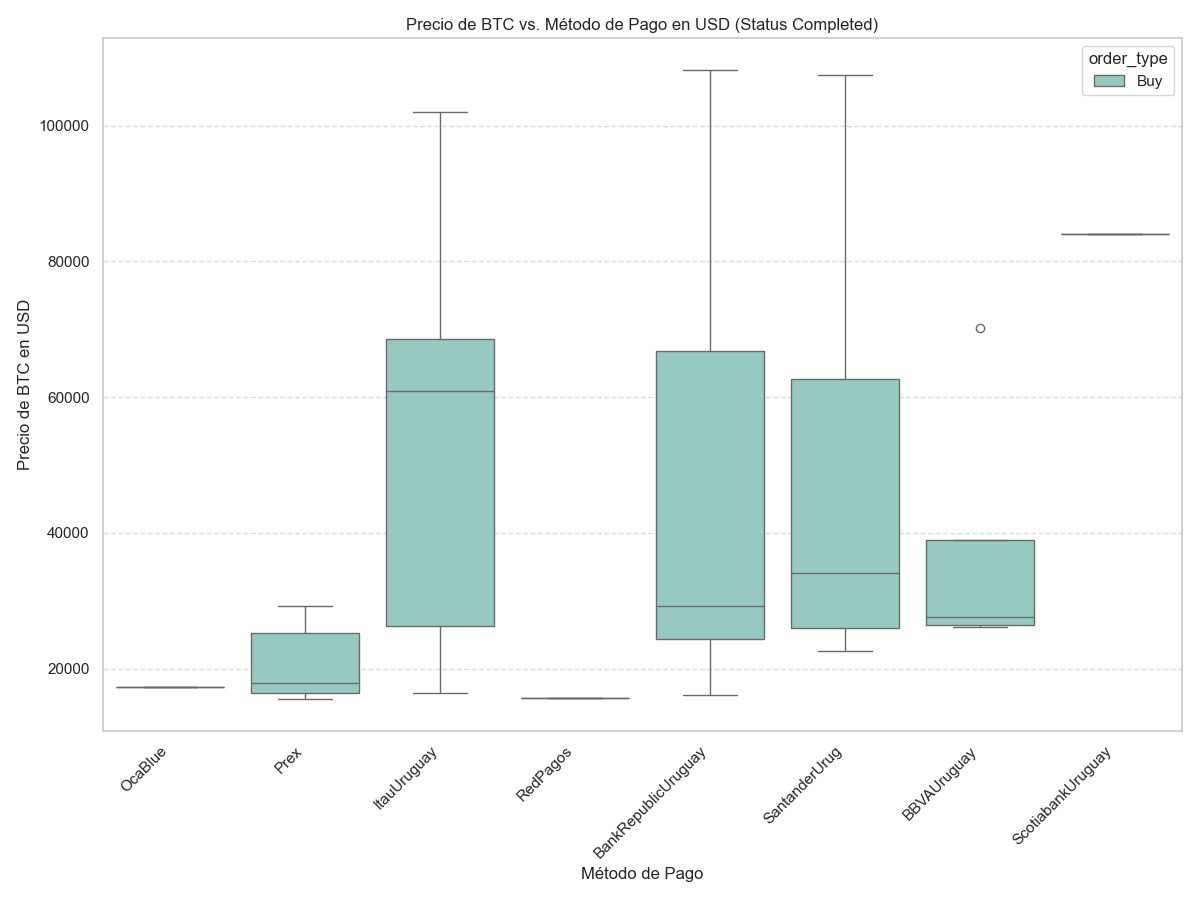 Precio de BTC vs. Método de Pago en USD (Status Completed)
order_type
Buy
100000
80000
60000
40000
20000
Precio de BTC en USD
OcaBlue
Prex
ItauUruguay
RedPagos
BankRepublicUruguay
SantanderUrug
BBVAUruguay
ScotiabankUruguay
Método de Pago